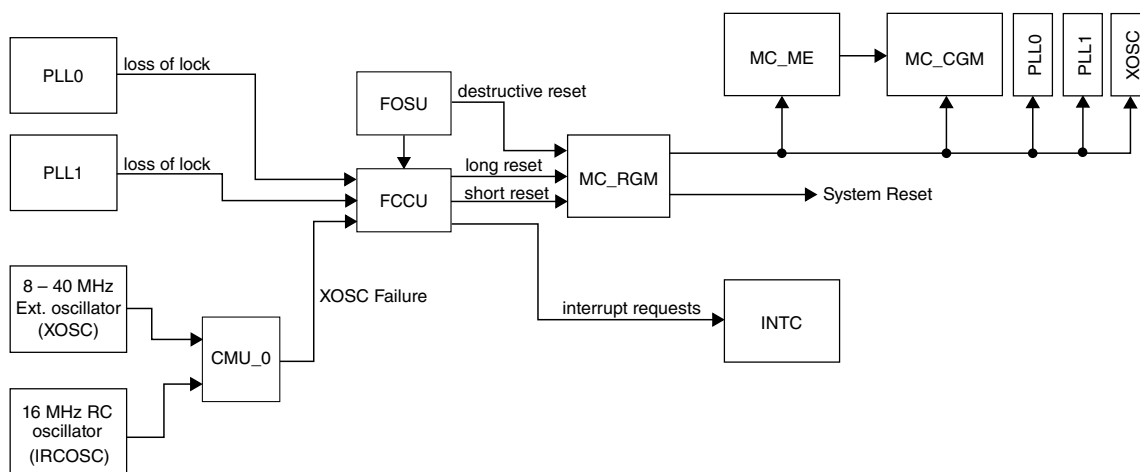 PLL0
loss of lock
PLL1
loss of lock
8 – 40 MHz
Ext. oscillator
(XOSC)
16 MHz RC
oscillator
(IRCOSC)
CMU_0
XOSC Failure
FOSU
destructive reset
FCCU
long reset
short reset
MC_RGM
System Reset
interrupt requests
INTC
MC_ME
MC_CGM
PLL0
PLL1
XOSC